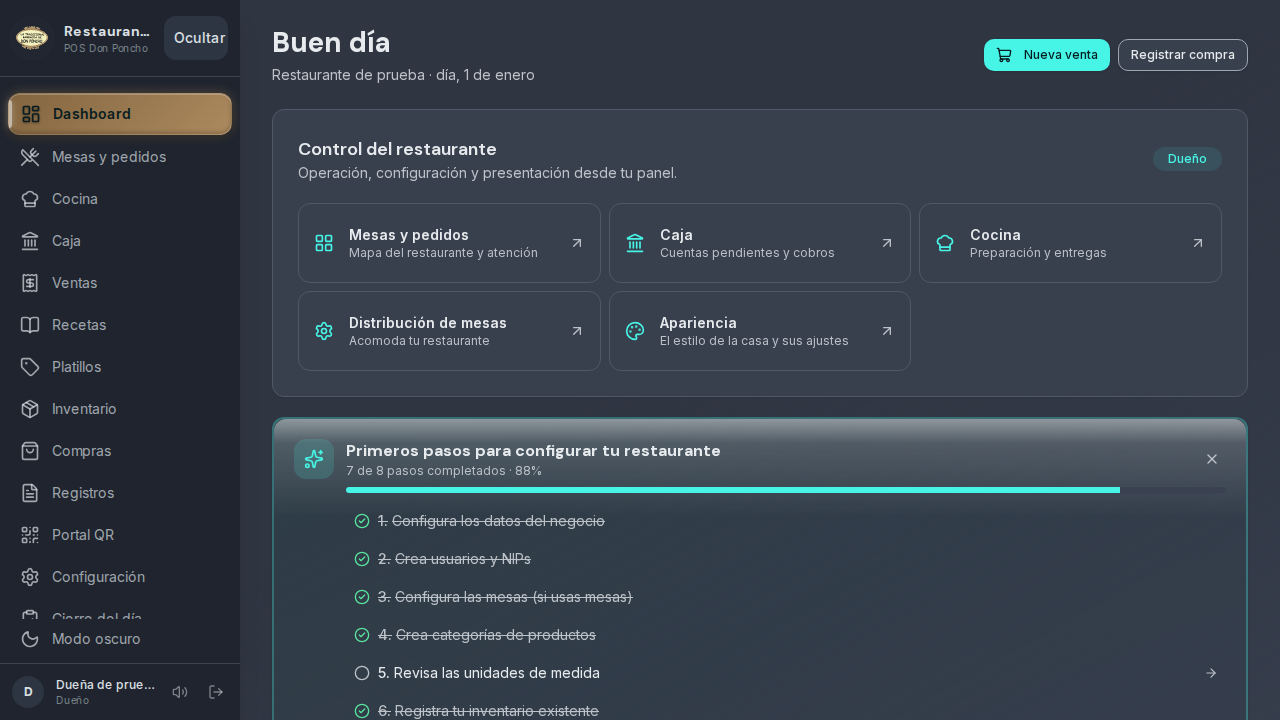 Restauran...
POS Don Poncho
Ocultar
Dashboard
Mesas y pedidos
Cocina
Caja
Ventas
Recetas
Platillos
Inventario
Compras
Registros
Portal QR
Configuración
Cierre del día
Modo oscuro
D
Dueña de prue...
Dueño
Buen día
Restaurante de prueba · día, 1 de enero
Nueva venta
Registrar compra
Control del restaurante
Operación, configuración y presentación desde tu panel.
Dueño
Mesas y pedidos
Mapa del restaurante y atención
Caja
Cuentas pendientes y cobros
Cocina
Preparación y entregas
Distribución de mesas
Acomoda tu restaurante
Apariencia
El estilo de la casa y sus ajustes
Primeros pasos para configurar tu restaurante
7 de 8 pasos completados · 88%
1. Configura los datos del negocio
2. Crea usuarios y NIPs
3. Configura las mesas (si usas mesas)
4. Crea categorías de productos
5. Revisa las unidades de medida
6. Registra tu inventario existente